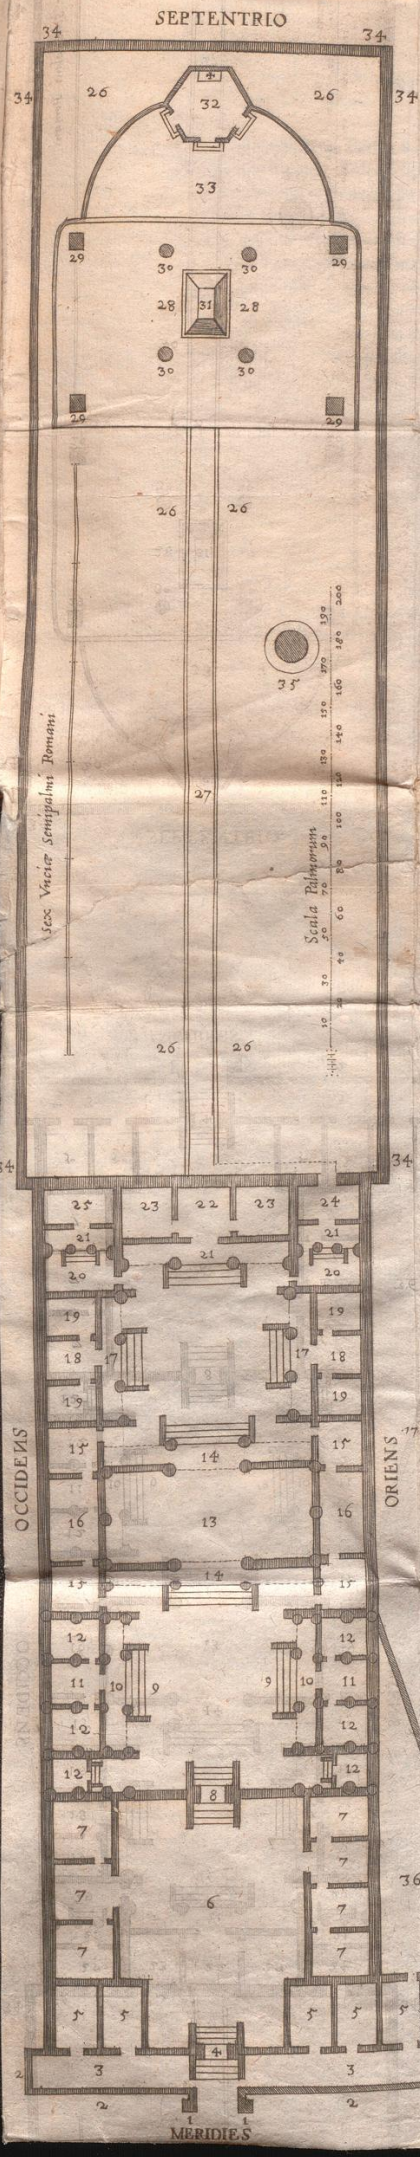 SEPTENTRIO
34 34
34 26 4 26 34
32
33
29 29
30 30
28 31 28
30 30
29 29
26 26
35
27
sex Unciæ semipalmi Romani
Scala Palmorum
10 20 30 40 50 60 70 80 90 100 110 120 130 140 150 160 170 180 190 200
26 26
34 34
25 23 22 23 24
21 21 21
20 20
19 19
18 17 17 18
19 19
15 14 15
16 13 16
15 14 15
12 12
11 10 9 9 10 11
12 12
12 12
8
7 7
7
7 6 36
7
7 7
5 5 5 5 5
4
2 3 3
2 2
1 1
MERIDIES
OCCIDENS
ORIENS